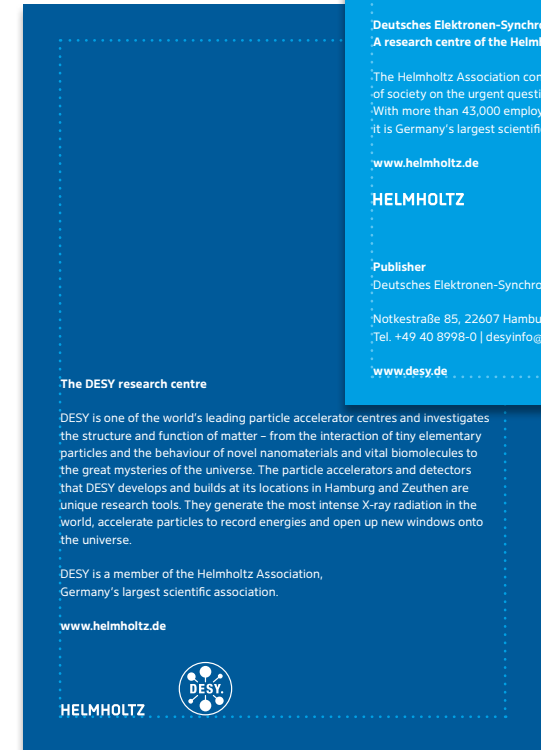 Deutsches Elektronen-Synchro
A research centre of the Helmh
The Helmholtz Association con
of society on the urgent questi
With more than 43,000 employ
it is Germany's largest scientifi
www.helmholtz.de
HELMHOLTZ
Publisher
Deutsches Elektronen-Synchro
Notkestraße 85, 22607 Hambu
Tel. +49 40 8998-0 | desyinfo@
www.desy.de
The DESY research centre
DESY is one of the world's leading particle accelerator centres and investigates
the structure and function of matter – from the interaction of tiny elementary
particles and the behaviour of novel nanomaterials and vital biomolecules to
the great mysteries of the universe. The particle accelerators and detectors
that DESY develops and builds at its locations in Hamburg and Zeuthen are
unique research tools. They generate the most intense X-ray radiation in the
world, accelerate particles to record energies and open up new windows onto
the universe.
DESY is a member of the Helmholtz Association,
Germany's largest scientific association.
www.helmholtz.de
DESY.
HELMHOLTZ